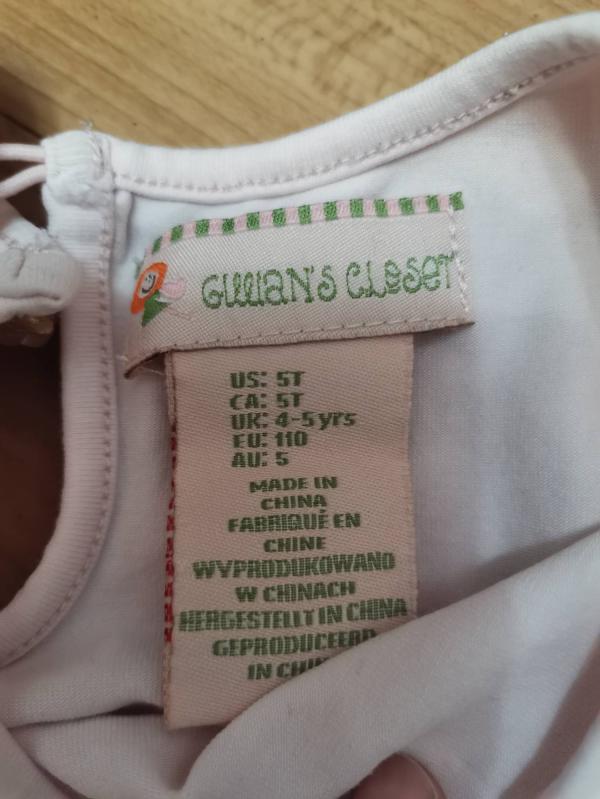 GILLIAN'S CLOSET
US: 5T
CA: 5T
UK: 4-5 yrs
EU: 110
AU: 5
MADE IN
CHINA
FABRIQUÉ EN
CHINE
WYPRODUKOWANO
W CHINACH
HERGESTELLT IN CHINA
GEPRODUCEERD
IN